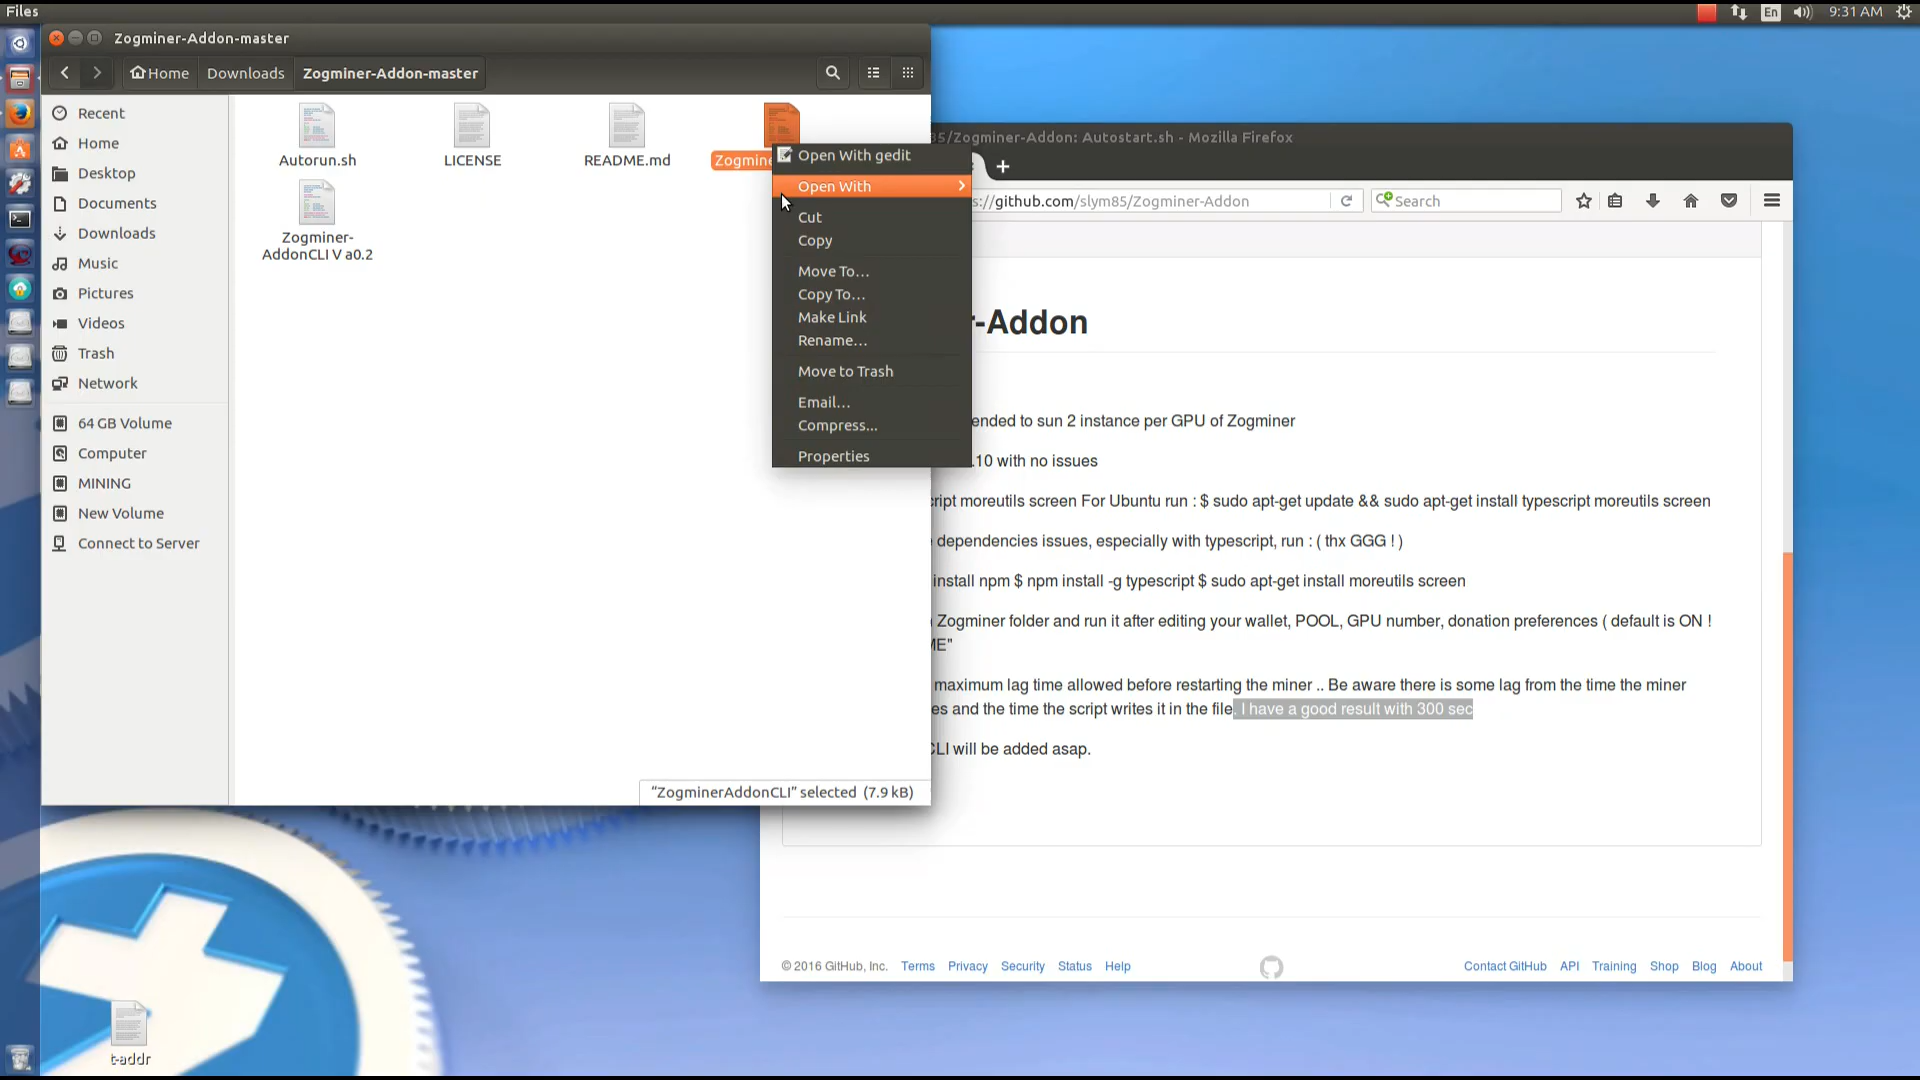 Files
En
9:31 AM
Zogminer-Addon-master
Home
Downloads
Zogminer-Addon-master
Recent
Home
Desktop
Documents
Downloads
Music
Pictures
Videos
Trash
Network
64 GB Volume
Computer
MINING
New Volume
Connect to Server
Autorun.sh
LICENSE
README.md
Zogmine
Zogminer-
AddonCLI V a0.2
Open With gedit
Open With
Cut
Copy
Move To…
Copy To…
Make Link
Rename…
Move to Trash
Email…
Compress...
Properties
"ZogminerAddonCLI" selected (7.9 kB)
35/Zogminer-Addon: Autostart.sh - Mozilla Firefox
s://github.com/slym85/Zogminer-Addon
Search
r-Addon
ended to sun 2 instance per GPU of Zogminer
.10 with no issues
ript moreutils screen For Ubuntu run : $ sudo apt-get update && sudo apt-get install typescript moreutils screen
dependencies issues, especially with typescript, run : ( thx GGG ! )
install npm $ npm install -g typescript $ sudo apt-get install moreutils screen
Zogminer folder and run it after editing your wallet, POOL, GPU number, donation preferences ( default is ON !
ME"
maximum lag time allowed before restarting the miner .. Be aware there is some lag from the time the miner
es and the time the script writes it in the file. I have a good result with 300 sec
CLI will be added asap.
© 2016 GitHub, Inc. Terms Privacy Security Status Help
Contact GitHub API Training Shop Blog About
t-addr